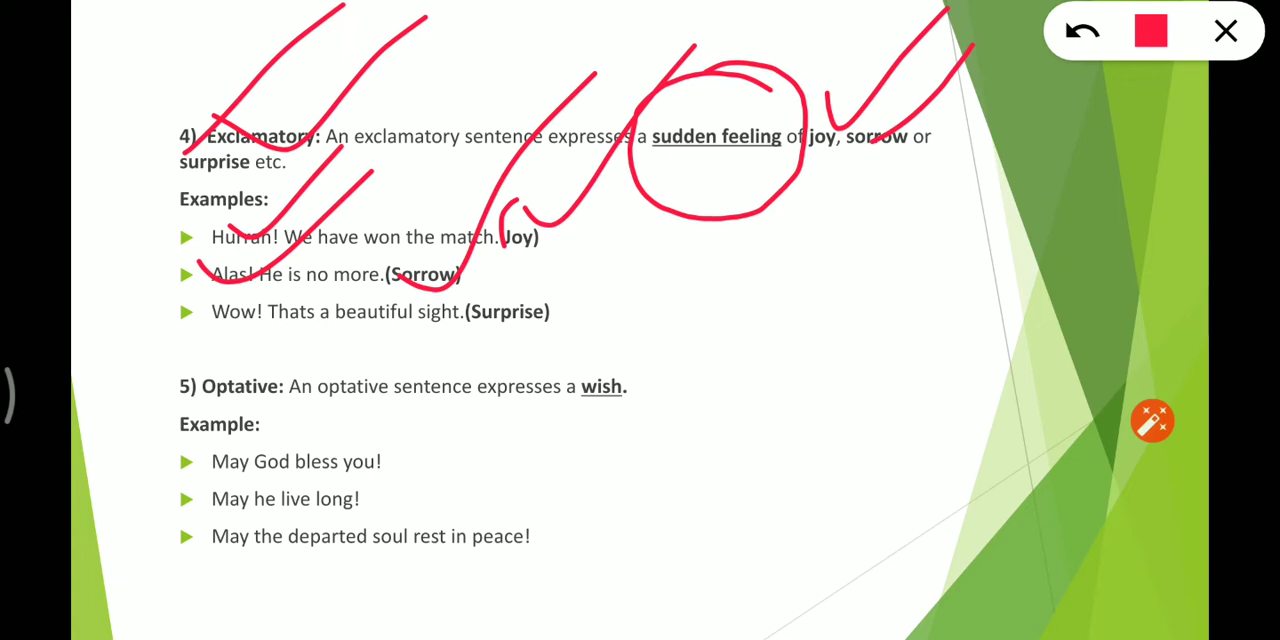 4) Exclamatory: An exclamatory sentence expresses a sudden feeling of joy, sorrow or
surprise etc.
Examples:
Hurrah! We have won the match.(Joy)
Alas! He is no more.(Sorrow)
Wow! Thats a beautiful sight.(Surprise)
5) Optative: An optative sentence expresses a wish.
Example:
May God bless you!
May he live long!
May the departed soul rest in peace!